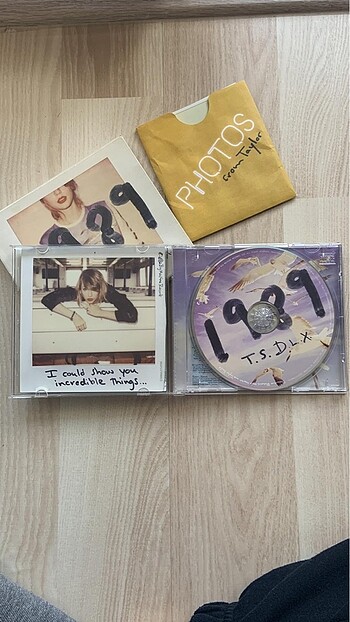 PHOTOS
from Taylor
1989
I could show you
incredible things...
1989
T.S. D.L.X